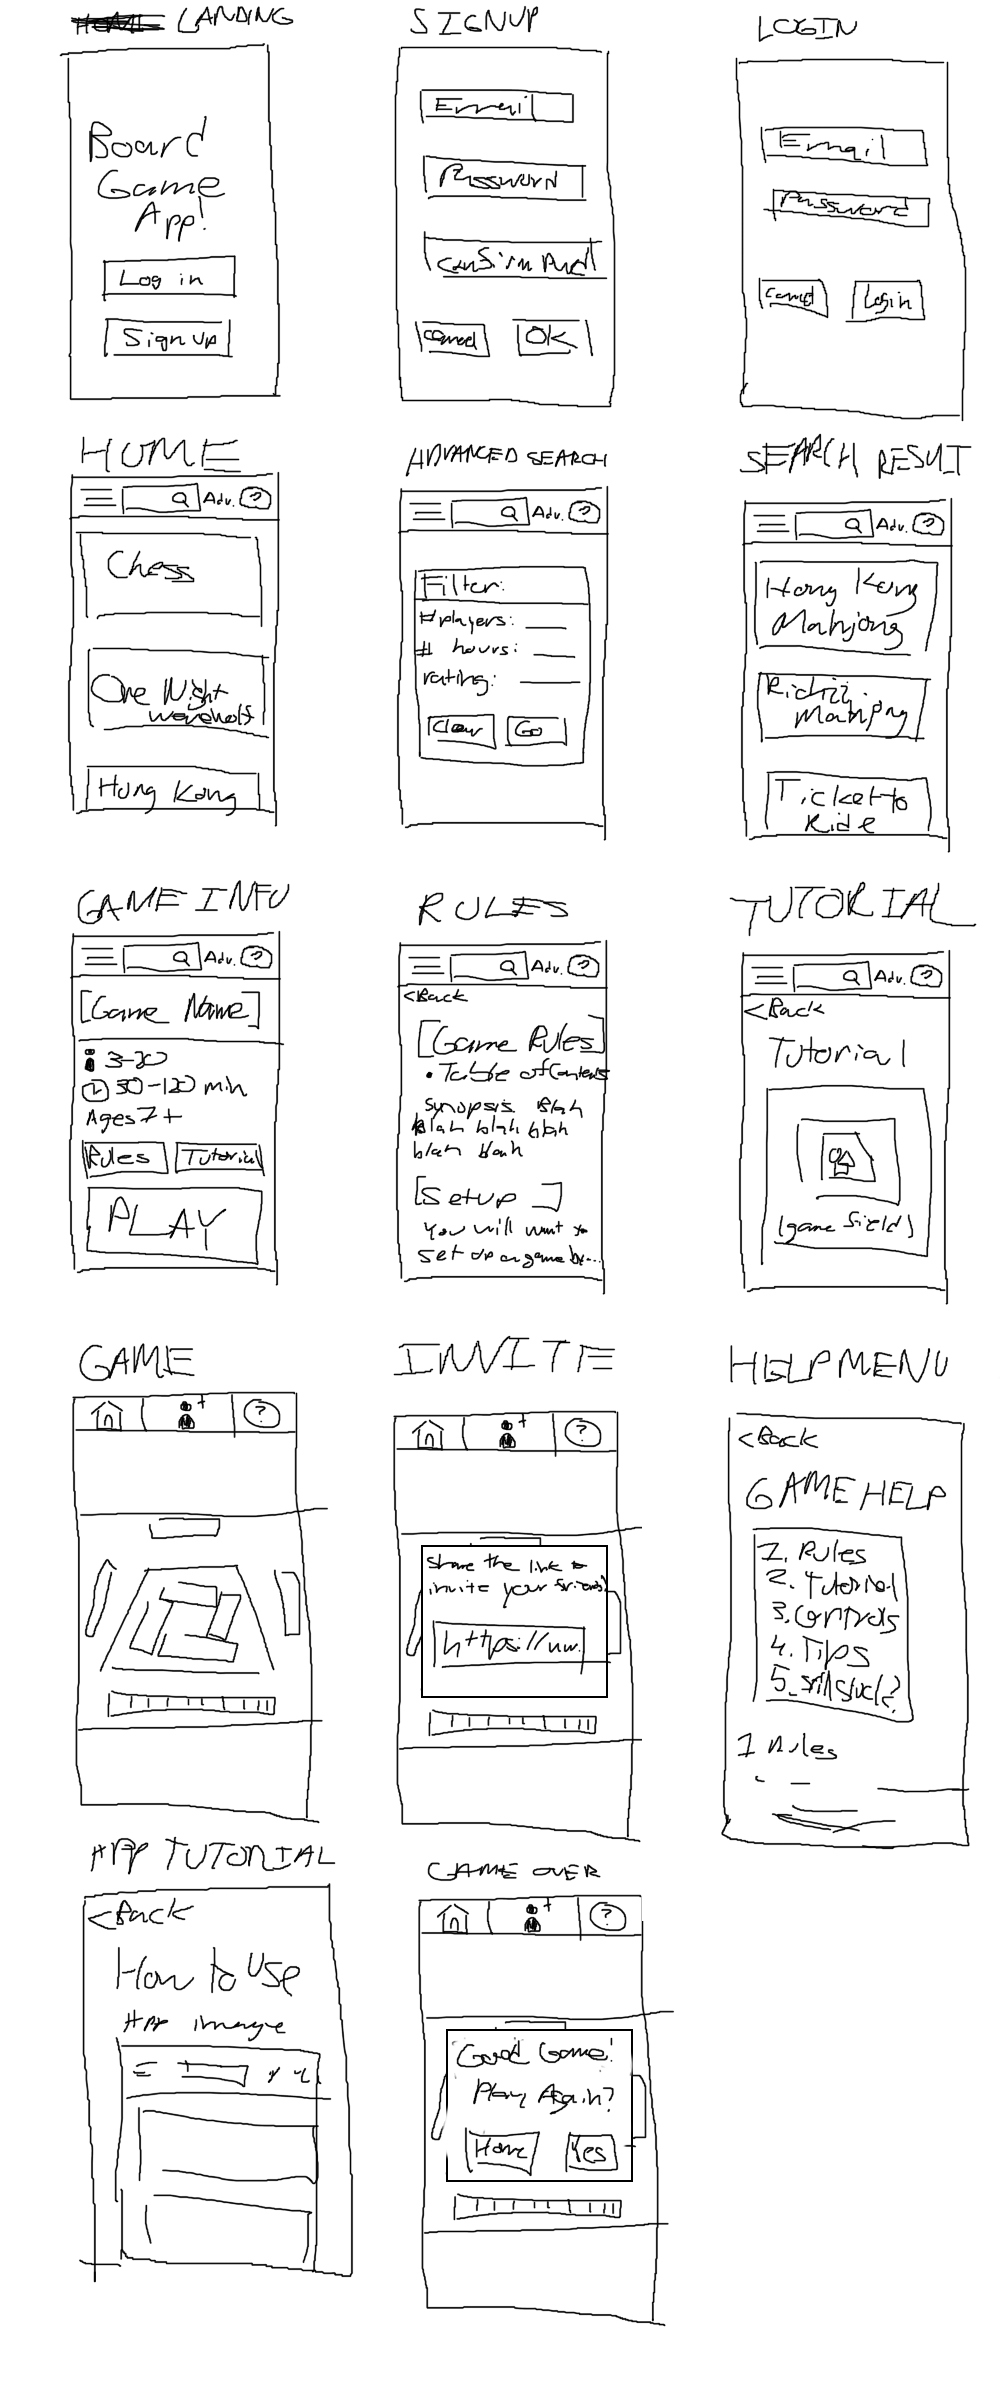 LANDING
SIGNUP
LOGIN
Board
Game
App!
Log in
Sign up
Email
Password
Confirm Pwd
Cancel
OK
Email
Password
Cancel
Login
HOME
ADVANCED SEARCH
SEARCH RESULT
Adv. ?
Chess
One Night
werewolf
Hong Kong
Adv. ?
Filter:
# players:
# hours:
rating:
Clear
Go
Adv. ?
Hong Kong
Mahjong
Mahjong
Ticket to
Ride
GAME INFO
RULES
TUTORIAL
Adv. ?
[Game Name]
3-20
30-120 min
Ages 7+
Rules
Tutorial
PLAY
Adv. ?
<Back
[Game Rules]
• Table of Contents
Synopsis Blah
blah blah blah
blah blah
[Setup ]
You will want to
set up a game by...
Adv. ?
<Back
Tutorial
(game field)
GAME
INVITE
HELP MENU
?
+
?
+
Share the link to
invite your friends!
https://ww.
<Back
GAME HELP
1. Rules
2. Tutorial
3. Controls
4. Tips
5. Still stuck?
1 Rules
APP TUTORIAL
GAME OVER
<Back
How to Use
App image
?
+
Good Game!
Play Again?
Home
Yes